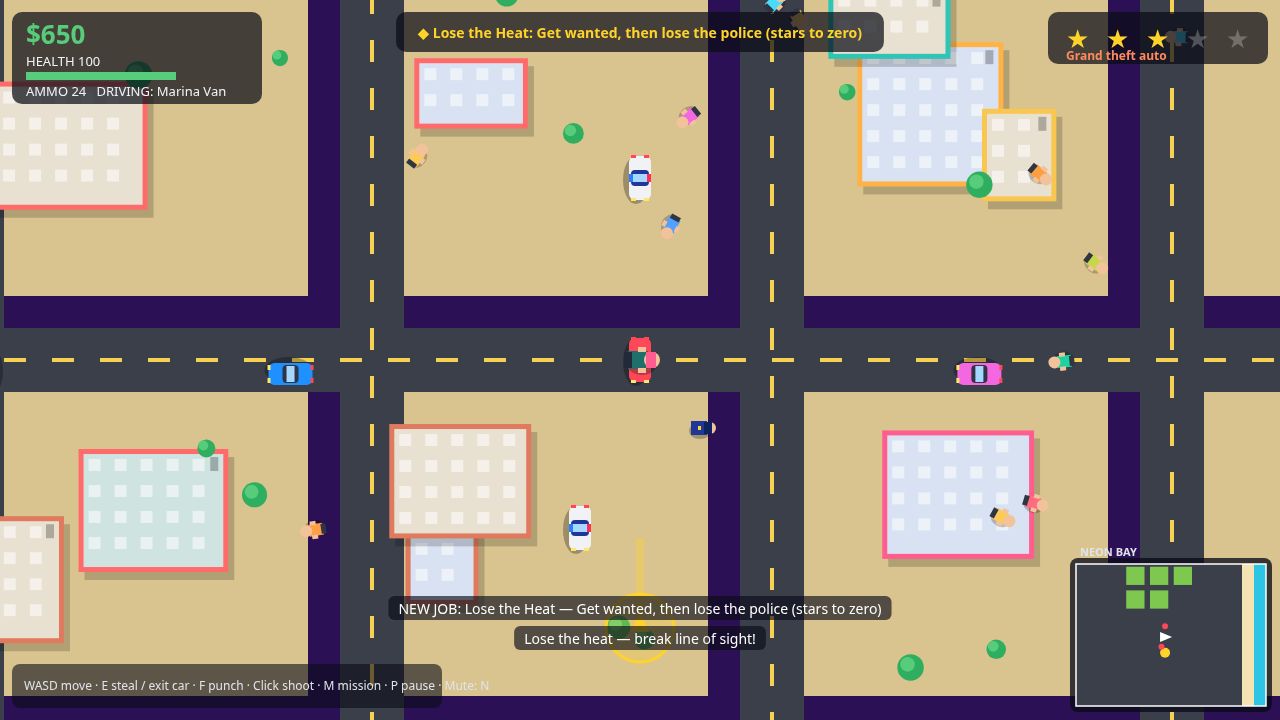 $650
HEALTH 100
AMMO 24 DRIVING: Marina Van
◆ Lose the Heat: Get wanted, then lose the police (stars to zero)
★ ★ ★ ★ ★
Grand theft auto
NEW JOB: Lose the Heat — Get wanted, then lose the police (stars to zero)
Lose the heat — break line of sight!
NEON BAY
WASD move · E steal / exit car · F punch · Click shoot · M mission · P pause · Mute: N